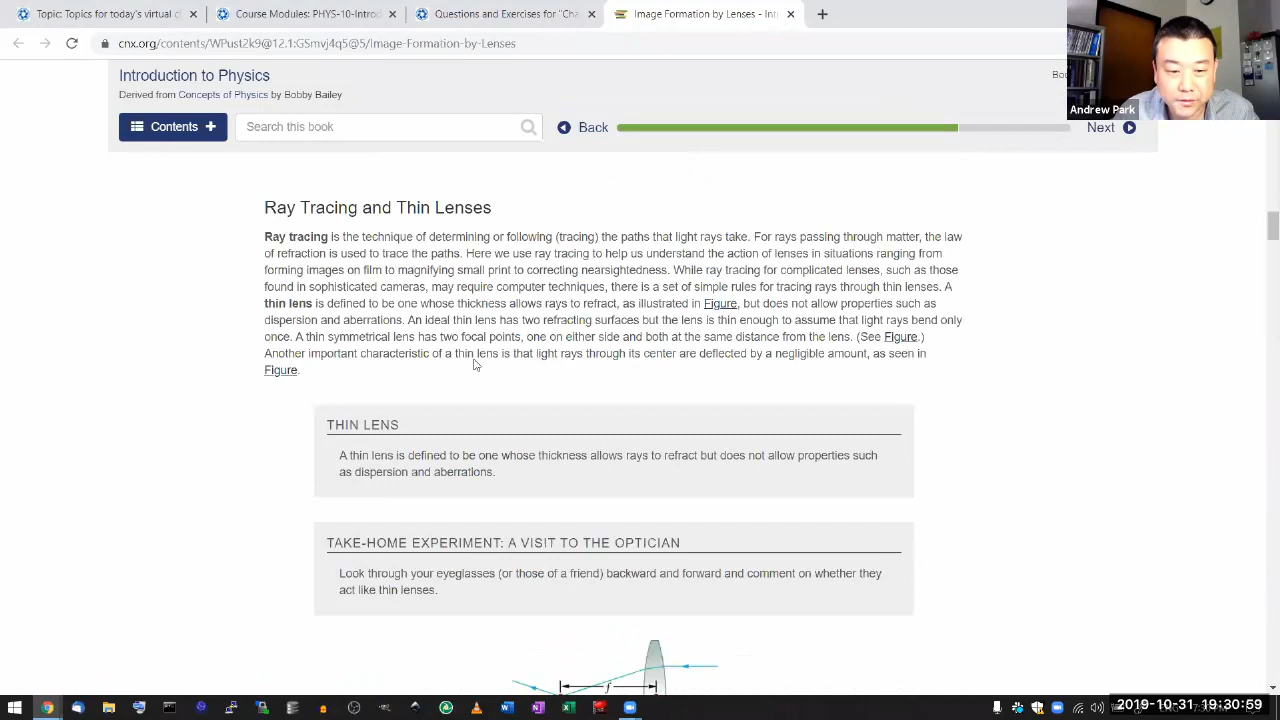 Topic Topics for today's virtual cl
Course Modules: PHYS-10-Introd
Questions and Exercises for "Cha
Image Formation by Lenses - Intr
cnx.org/contents/WPust2k9@12.1:GSmvj4q5@5/Image-Formation-by-Lenses
Andrew Park
Introduction to Physics
Derived from Concepts of Physics by Bobby Bailey
Contents
Search this book
Back
Next
Ray Tracing and Thin Lenses
Ray tracing is the technique of determining or following (tracing) the paths that light rays take. For rays passing through matter, the law
of refraction is used to trace the paths. Here we use ray tracing to help us understand the action of lenses in situations ranging from
forming images on film to magnifying small print to correcting nearsightedness. While ray tracing for complicated lenses, such as those
found in sophisticated cameras, may require computer techniques, there is a set of simple rules for tracing rays through thin lenses. A
thin lens is defined to be one whose thickness allows rays to refract, as illustrated in Figure, but does not allow properties such as
dispersion and aberrations. An ideal thin lens has two refracting surfaces but the lens is thin enough to assume that light rays bend only
once. A thin symmetrical lens has two focal points, one on either side and both at the same distance from the lens. (See Figure.)
Another important characteristic of a thin lens is that light rays through its center are deflected by a negligible amount, as seen in
Figure.
THIN LENS
A thin lens is defined to be one whose thickness allows rays to refract but does not allow properties such
as dispersion and aberrations.
TAKE-HOME EXPERIMENT: A VISIT TO THE OPTICIAN
Look through your eyeglasses (or those of a friend) backward and forward and comment on whether they
act like thin lenses.
f
2019-10-31 19:30:59